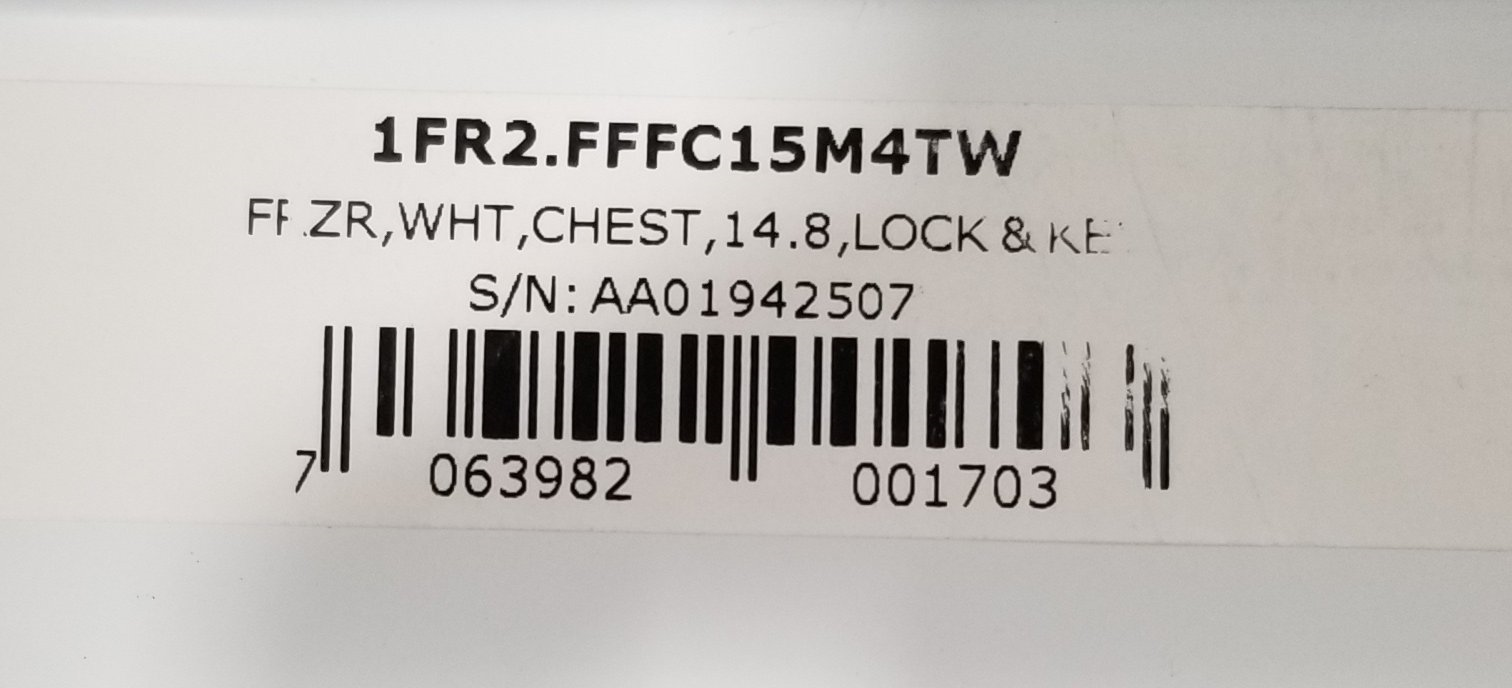 1FR2.FFFC15M4TW
WHT,CHEST,14.8,LOCK &
S/N: AA01942507
7 063982 001703